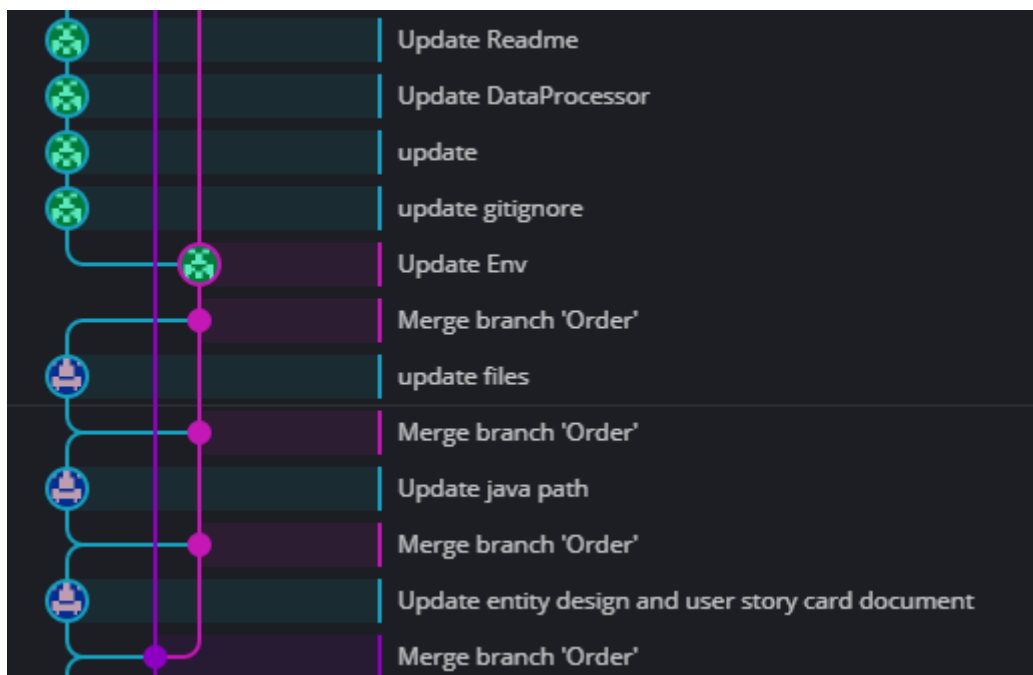 Update Readme
Update DataProcessor
update
update gitignore
Update Env
Merge branch 'Order'
update files
Merge branch 'Order'
Update java path
Merge branch 'Order'
Update entity design and user story card document
Merge branch 'Order'